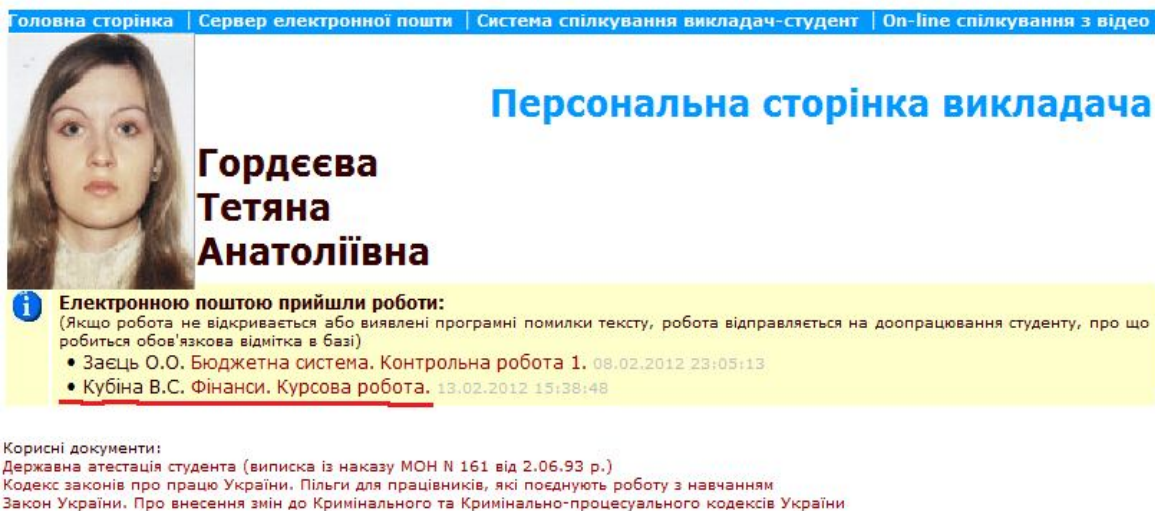 Головна сторінка | Сервер електронної пошти | Система спілкування викладач-студент | On-line спілкування з відео
Персональна сторінка викладача
Гордєєва
Тетяна
Анатоліївна
Електронною поштою прийшли роботи:
(Якщо робота не відкривається або виявлені програмні помилки тексту, робота відправляється на доопрацювання студенту, про що
робиться обов'язкова відмітка в базі)
• Заєць О.О. Бюджетна система. Контрольна робота 1. 08.02.2012 23:05:13
• Кубіна В.С. Фінанси. Курсова робота. 13.02.2012 15:38:48
Корисні документи:
Державна атестація студента (виписка із наказу МОН N 161 від 2.06.93 р.)
Кодекс законів про працю України. Пільги для працівників, які поєднують роботу з навчанням
Закон України. Про внесення змін до Кримінального та Кримінально-процесуального кодексів України